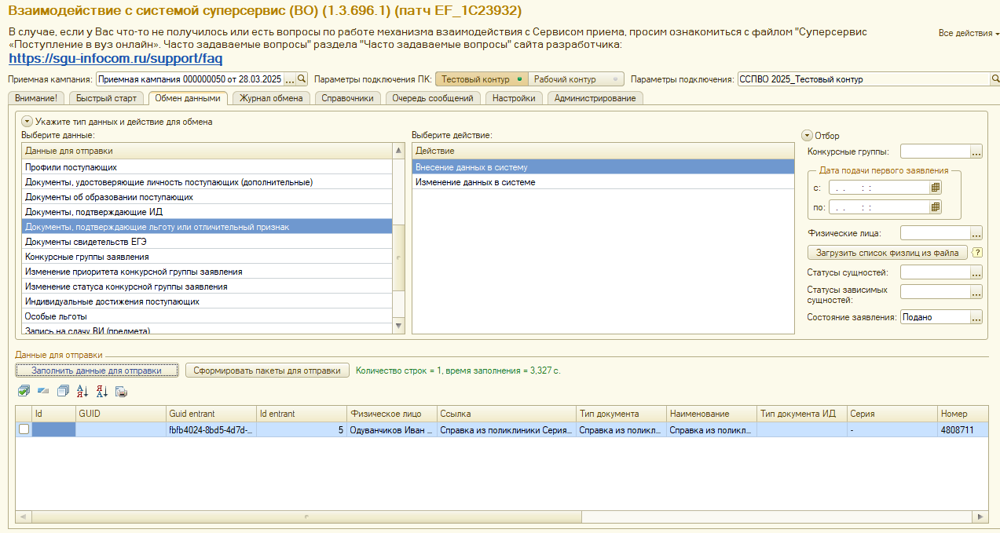 Взаимодействие с системой суперсервис (ВО) (1.3.696.1) (патч EF_1C23932)
В случае, если у Вас что-то не получилось или есть вопросы по работе механизма взаимодействия с Сервисом приема, просим ознакомиться с файлом "Суперсервис
«Поступление в вуз онлайн». Часто задаваемые вопросы" раздела "Часто задаваемые вопросы" сайта разработчика:
https://sgu-infocom.ru/support/faq
Все действия
Приемная кампания: Приемная кампания 000000050 от 28.03.2025 ... Параметры подключения ПК: Тестовый контур Рабочий контур Параметры подключения: ССПВО 2025_Тестовый контур
Внимание! Быстрый старт Обмен данными Журнал обмена Справочники Очередь сообщений Настройки Администрирование
Укажите тип данных и действие для обмена
Выберите данные:
Данные для отправки
Профили поступающих
Документы, удостоверяющие личность поступающих (дополнительные)
Документы об образовании поступающих
Документы, подтверждающие ИД
Документы, подтверждающие льготу или отличительный признак
Документы свидетельств ЕГЭ
Конкурсные группы заявления
Изменение приоритета конкурсной группы заявления
Изменение статуса конкурсной группы заявления
Индивидуальные достижения поступающих
Особые льготы
Запись на сдачу ВИ (предмета)
Выберите действие:
Действие
Внесение данных в систему
Изменение данных в системе
Отбор
Конкурсные группы: ...
Дата подачи первого заявления
с: . . : :
по: . . : :
Физические лица: ...
Загрузить список физлиц из файла ?
Статусы сущностей: ...
Статусы зависимых
сущностей: ...
Состояние заявления: Подано ...
Данные для отправки
Заполнить данные для отправки Сформировать пакеты для отправки Количество строк = 1, время заполнения = 3,327 с.
Id GUID Guid entrant Id entrant Физическое лицо Ссылка Тип документа Наименование Тип документа ИД Серия Номер
fbfb4024-8bd5-4d7d-... 5 Одуванчиков Иван ... Справка из поликлиники Серия... Справка из поликл... Справка из поликл... - 4808711